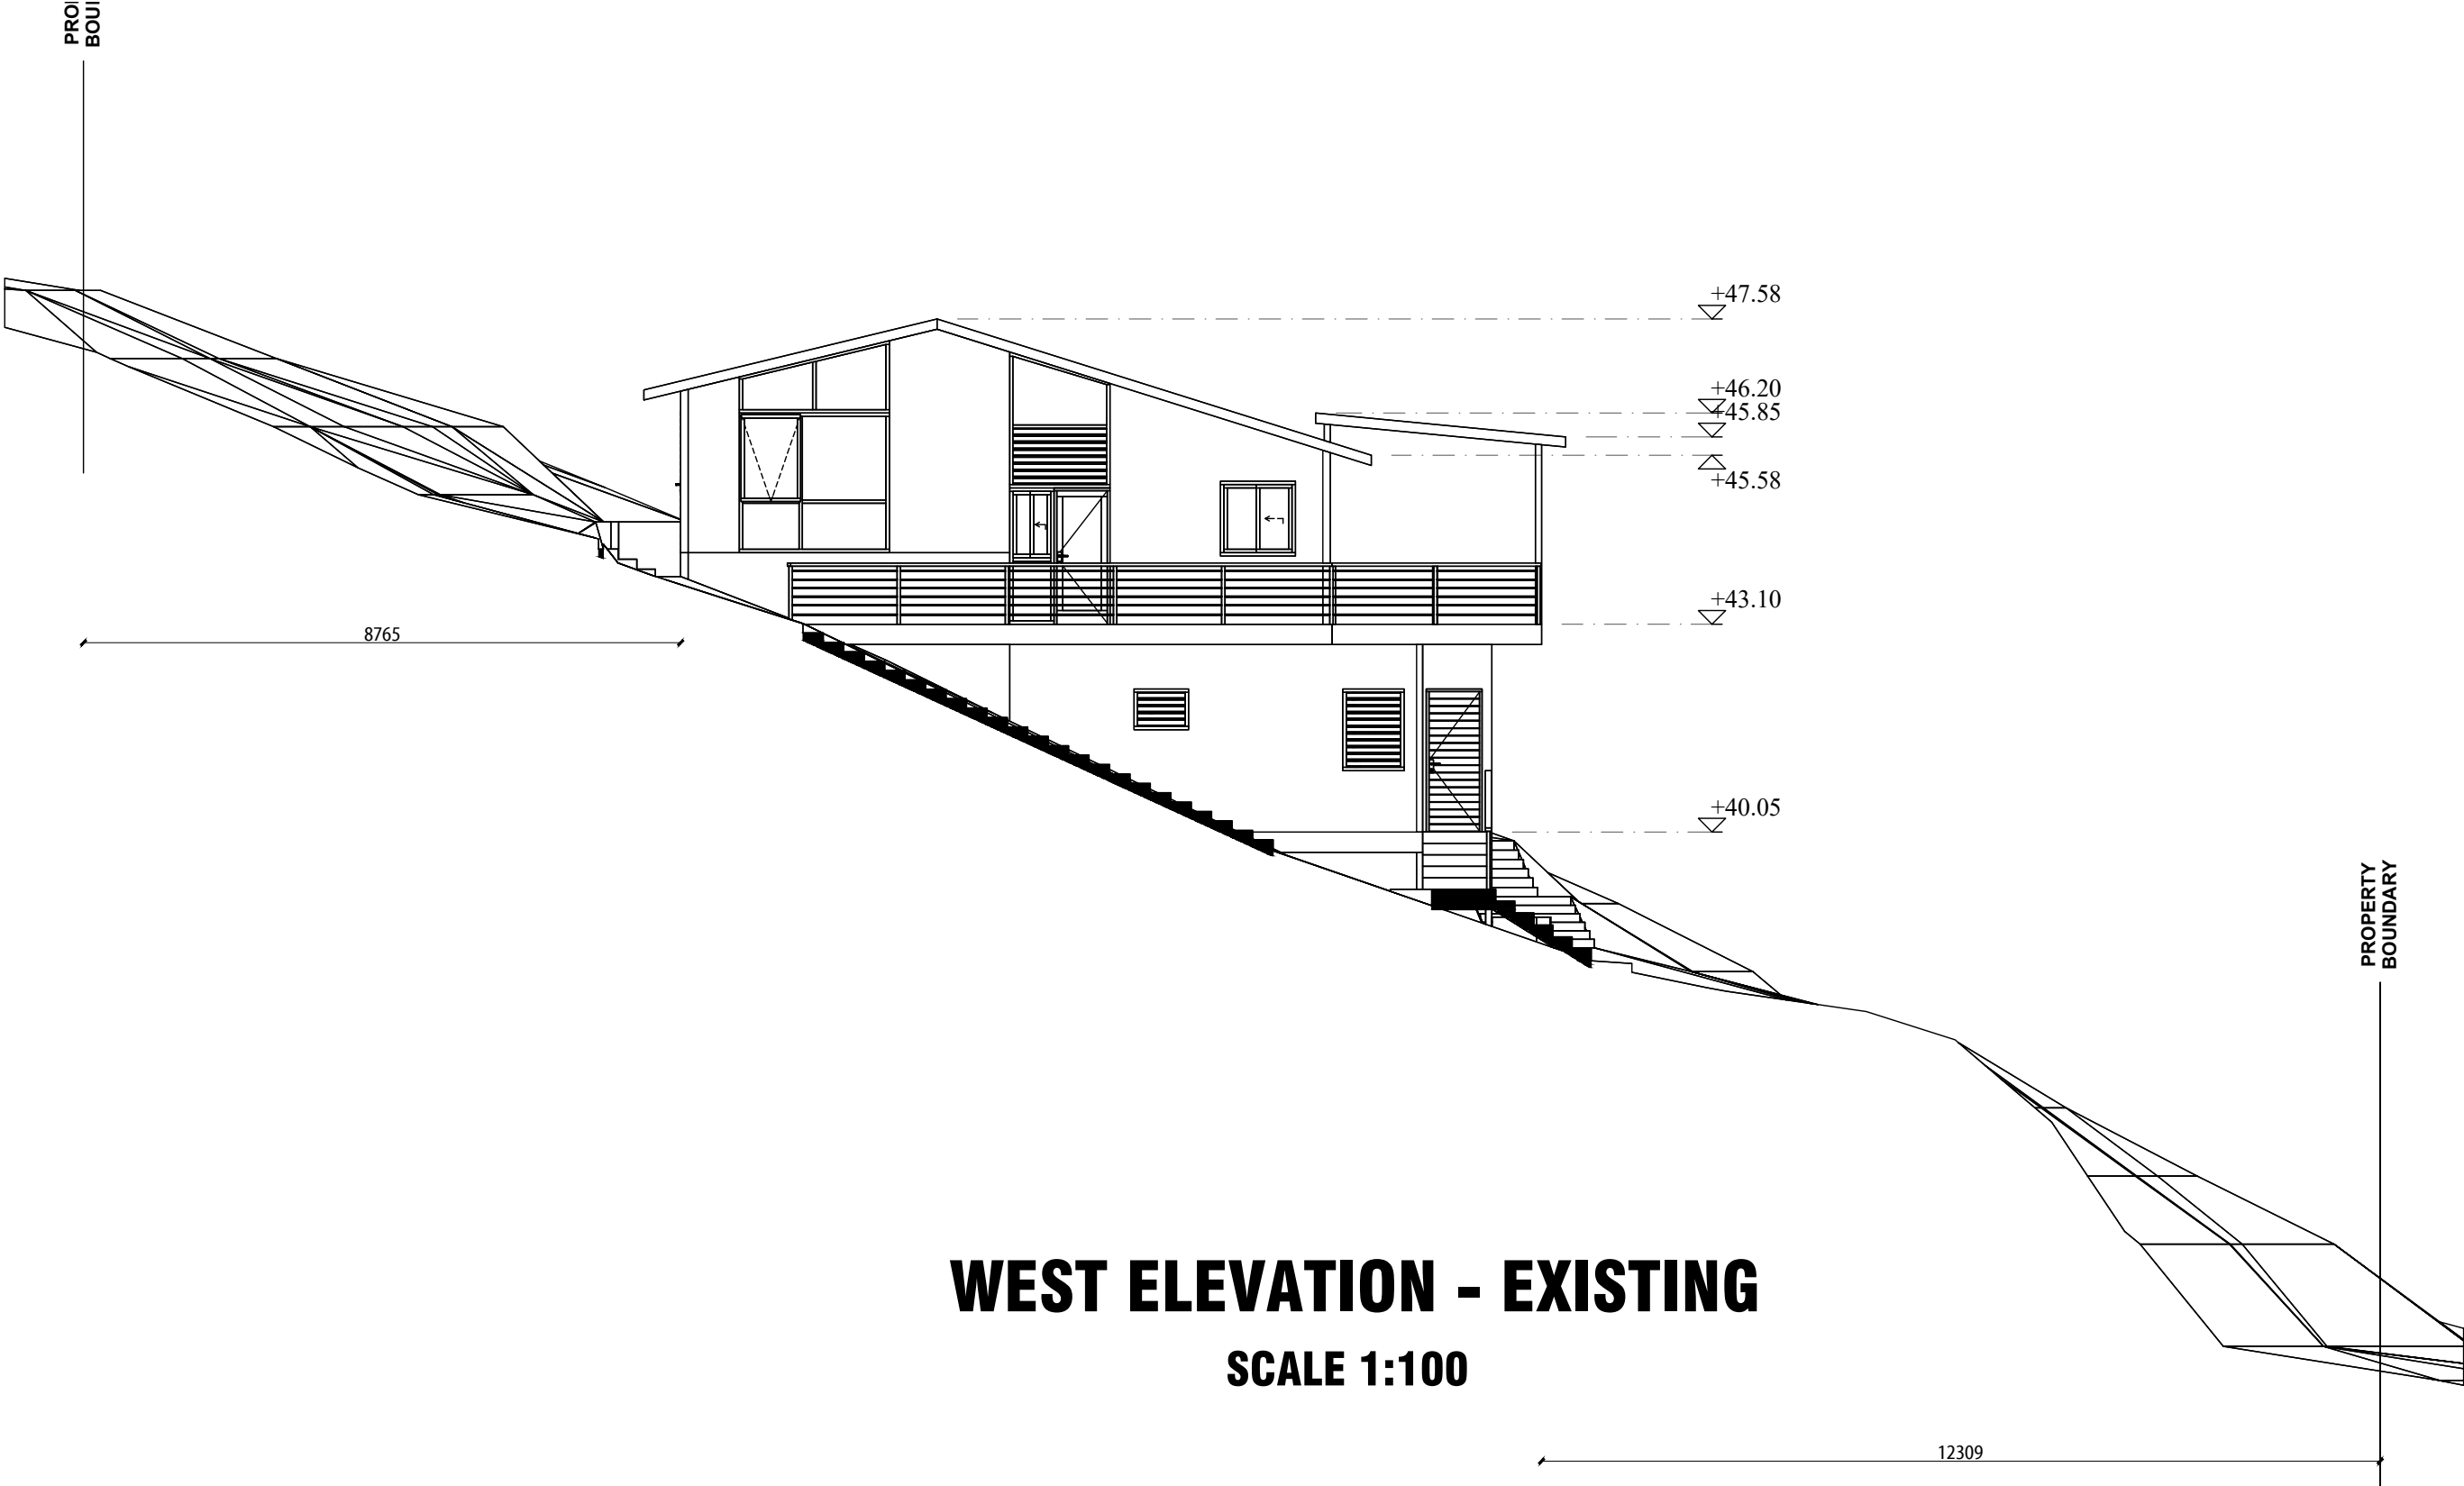 +47.58
+46.20
+45.85
+45.58
+43.10
8765
+40.05
PROPERTY
BOUNDARY
WEST ELEVATION - EXISTING
SCALE 1:100
12309